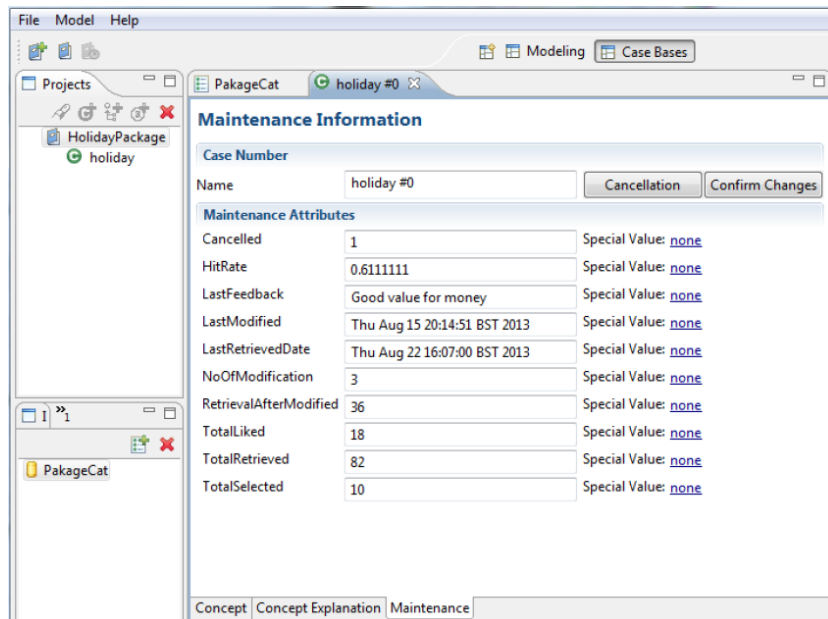 File Model Help
Modeling Case Bases
Projects
PakageCat holiday #0
HolidayPackage
holiday
Maintenance Information
Case Number
Name holiday #0 Cancellation Confirm Changes
Maintenance Attributes
Cancelled 1 Special Value: none
HitRate 0.6111111 Special Value: none
LastFeedback Good value for money Special Value: none
LastModified Thu Aug 15 20:14:51 BST 2013 Special Value: none
LastRetrievedDate Thu Aug 22 16:07:00 BST 2013 Special Value: none
NoOfModification 3 Special Value: none
RetrievalAfterModified 36 Special Value: none
TotalLiked 18 Special Value: none
TotalRetrieved 82 Special Value: none
TotalSelected 10 Special Value: none
I »1
PakageCat
Concept Concept Explanation Maintenance